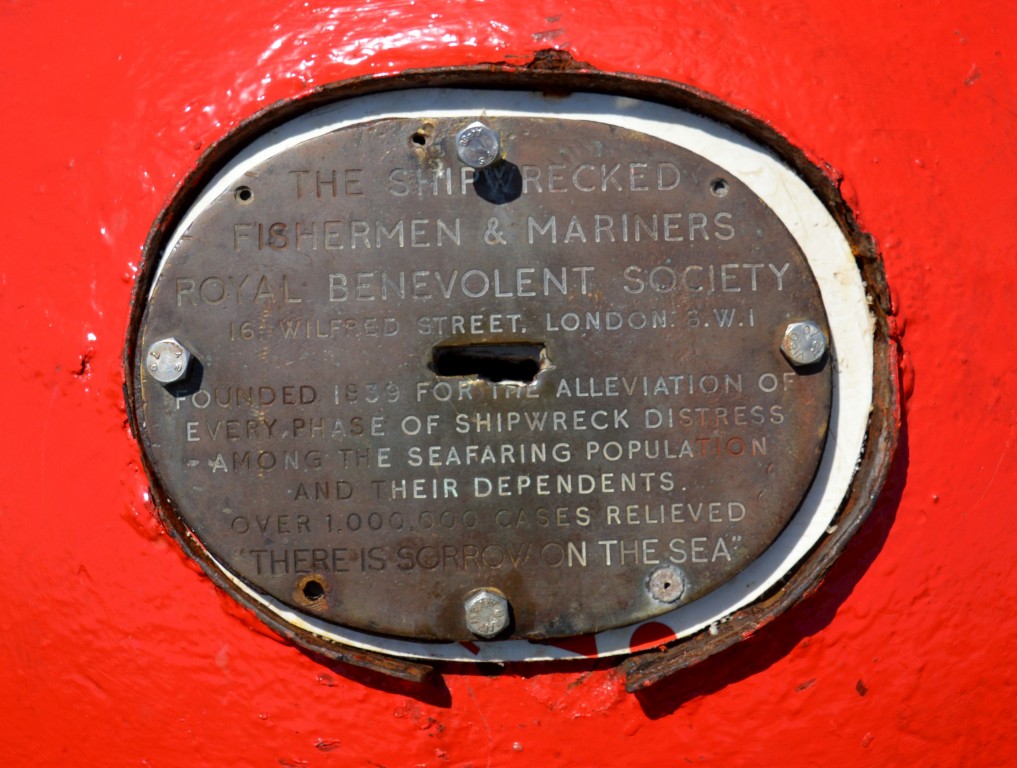 THE SHIPWRECKED
FISHERMEN & MARINERS
ROYAL BENEVOLENT SOCIETY
16 WILFRED STREET, LONDON. S.W.1
FOUNDED 1839 FOR THE ALLEVIATION OF
EVERY PHASE OF SHIPWRECK DISTRESS
AMONG THE SEAFARING POPULATION
AND THEIR DEPENDENTS.
OVER 1,000,000 CASES RELIEVED
"THERE IS SORROW ON THE SEA"